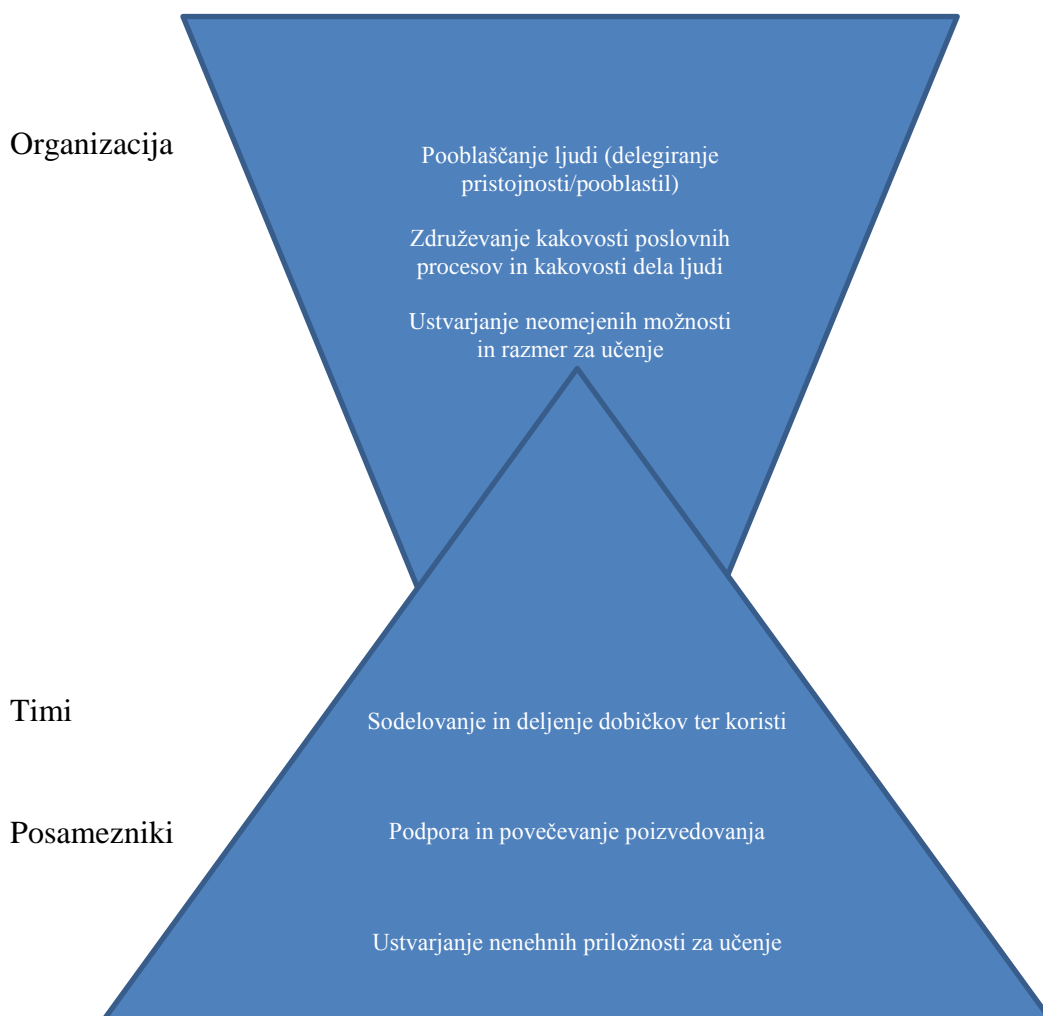 Organizacija
Pooblaščanje ljudi (delegiranje
pristojnosti/pooblastil)
Združevanje kakovosti poslovnih
procesov in kakovosti dela ljudi
Ustvarjanje neomejenih možnosti
in razmer za učenje
Timi
Sodelovanje in deljenje dobičkov ter koristi
Posamezniki
Podpora in povečevanje poizvedovanja
Ustvarjanje nenehnih priložnosti za učenje